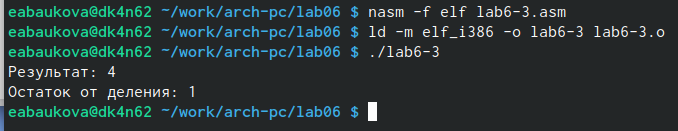 eabaukova@dk4n62 ~/work/arch-pc/lab06 $ nasm -f elf lab6-3.asm
eabaukova@dk4n62 ~/work/arch-pc/lab06 $ ld -m elf_i386 -o lab6-3 lab6-3.o
eabaukova@dk4n62 ~/work/arch-pc/lab06 $ ./lab6-3
Результат: 4
Остаток от деления: 1
eabaukova@dk4n62 ~/work/arch-pc/lab06 $